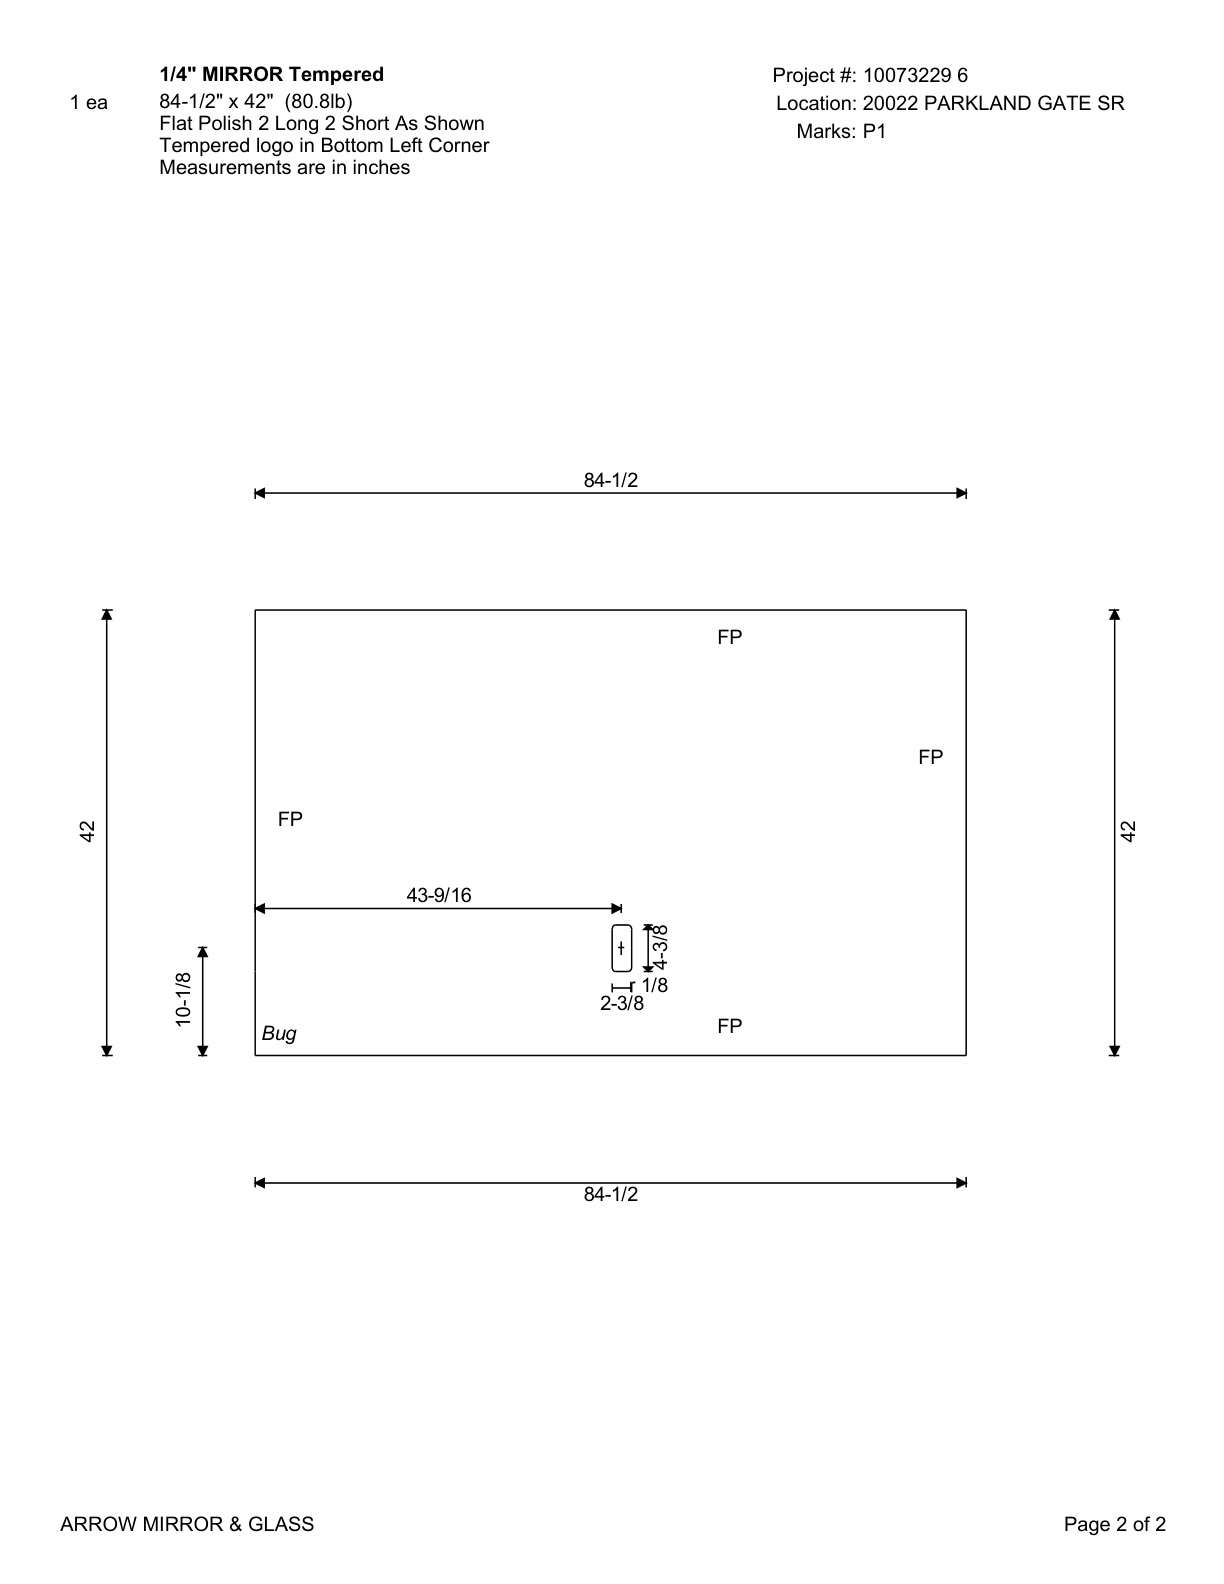 1/4" MIRROR Tempered
1 ea
84-1/2" x 42" (80.8lb)
Flat Polish 2 Long 2 Short As Shown
Tempered logo in Bottom Left Corner
Measurements are in inches
Project #: 10073229 6
Location: 20022 PARKLAND GATE SR
Marks: P1
84-1/2
FP
FP
FP
42
42
43-9/16
4-3/8
r 1/8
2-3/8
10-1/8
Bug
FP
84-1/2
ARROW MIRROR & GLASS
Page 2 of 2